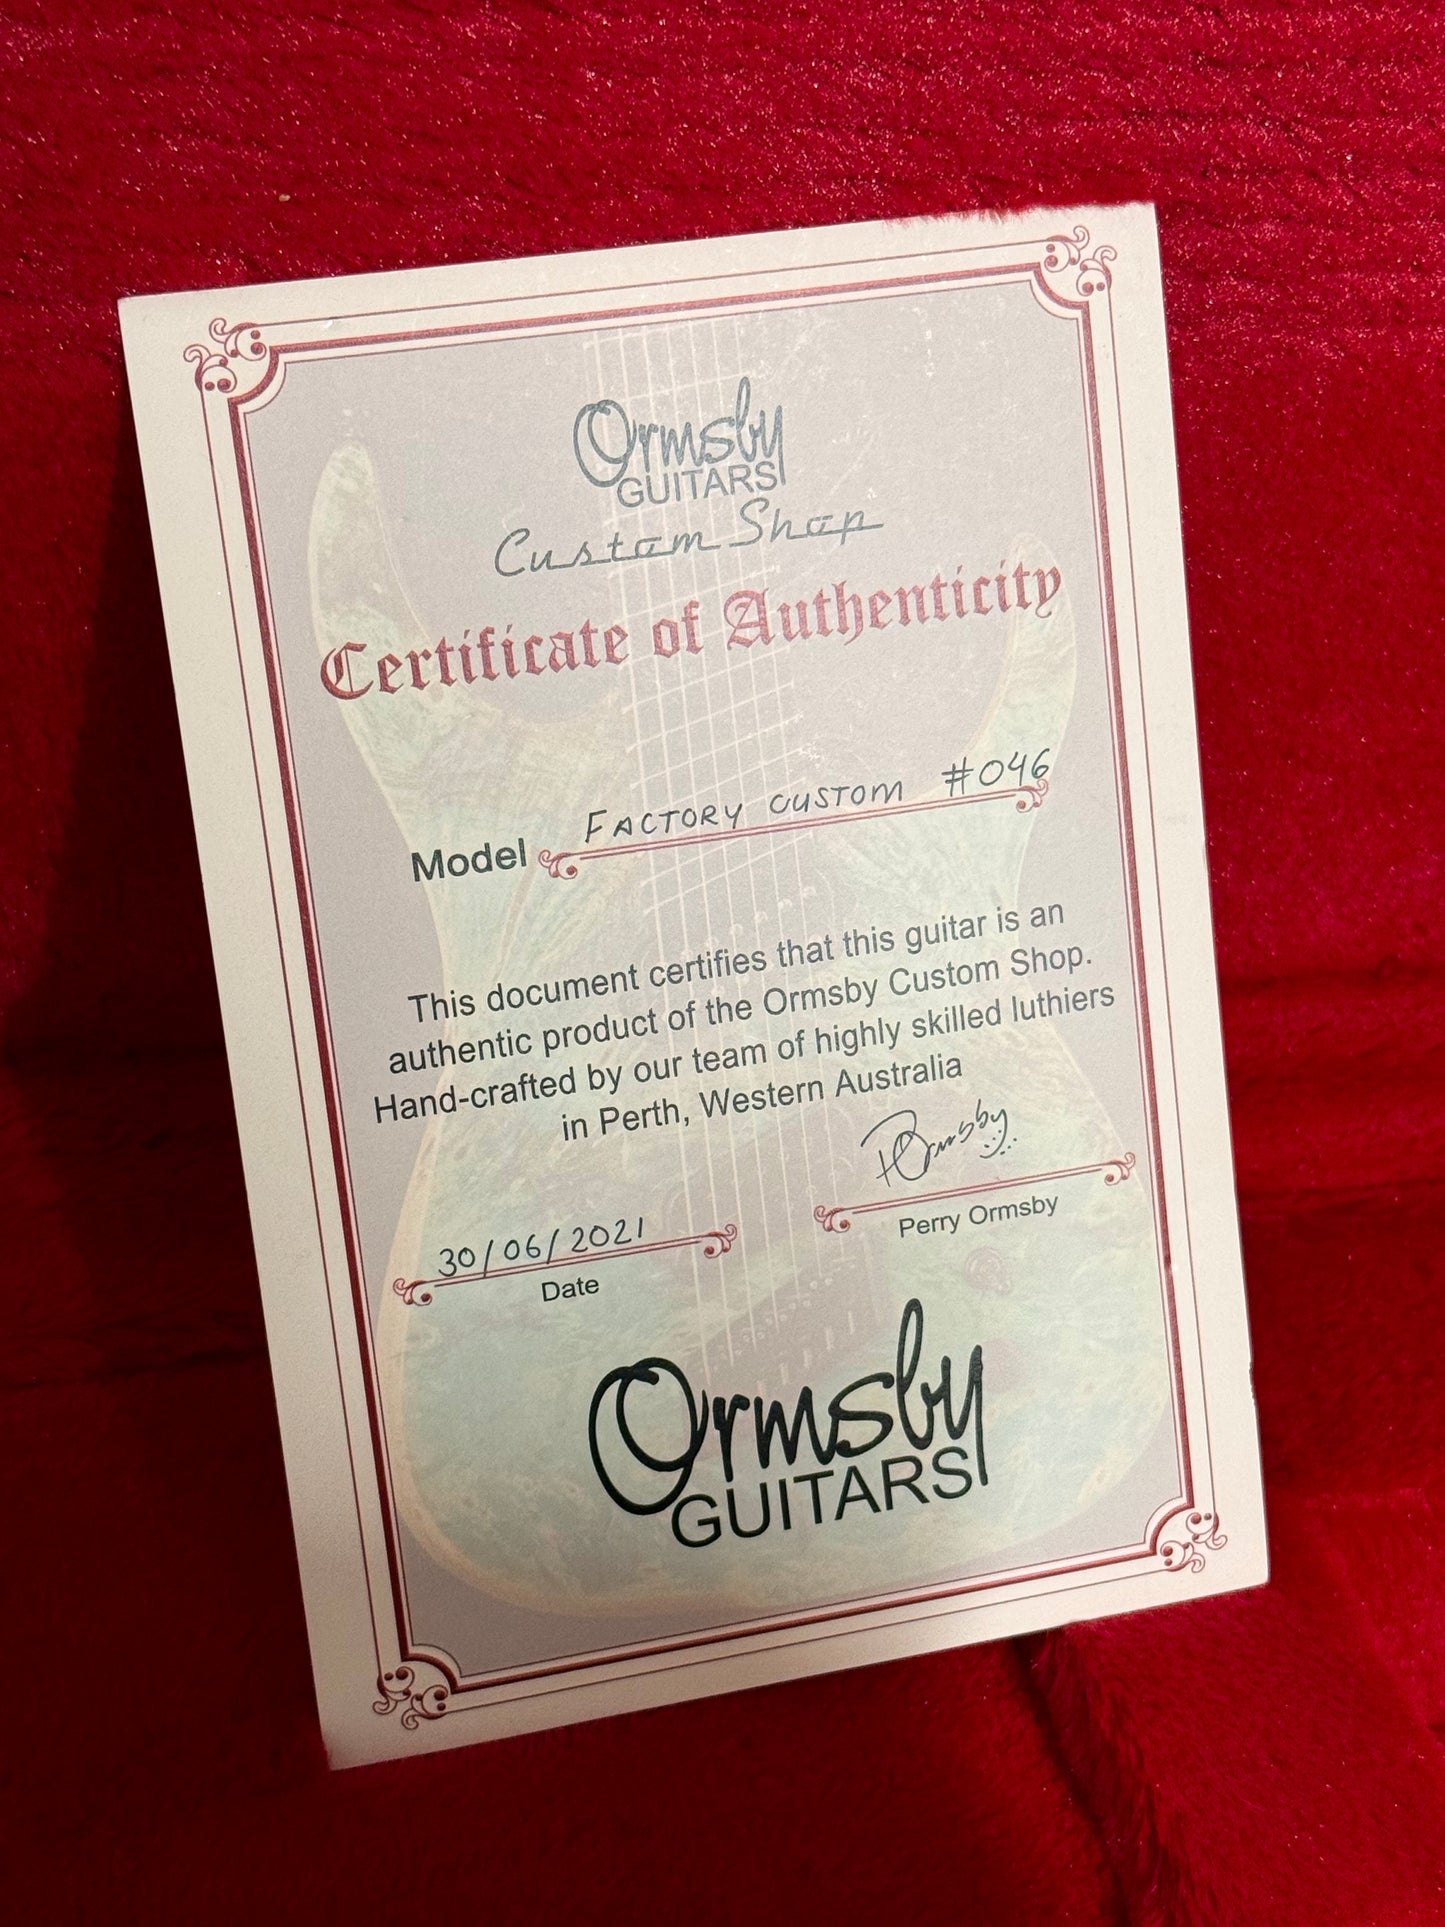 Ormsby
GUITARS
Custom Shop
Certificate of Authenticity
Model FACTORY CUSTOM #046
This document certifies that this guitar is an
authentic product of the Ormsby Custom Shop.
Hand-crafted by our team of highly skilled luthiers
in Perth, Western Australia
POrmsby
Perry Ormsby
30/06/2021
Date
Ormsby
GUITARS